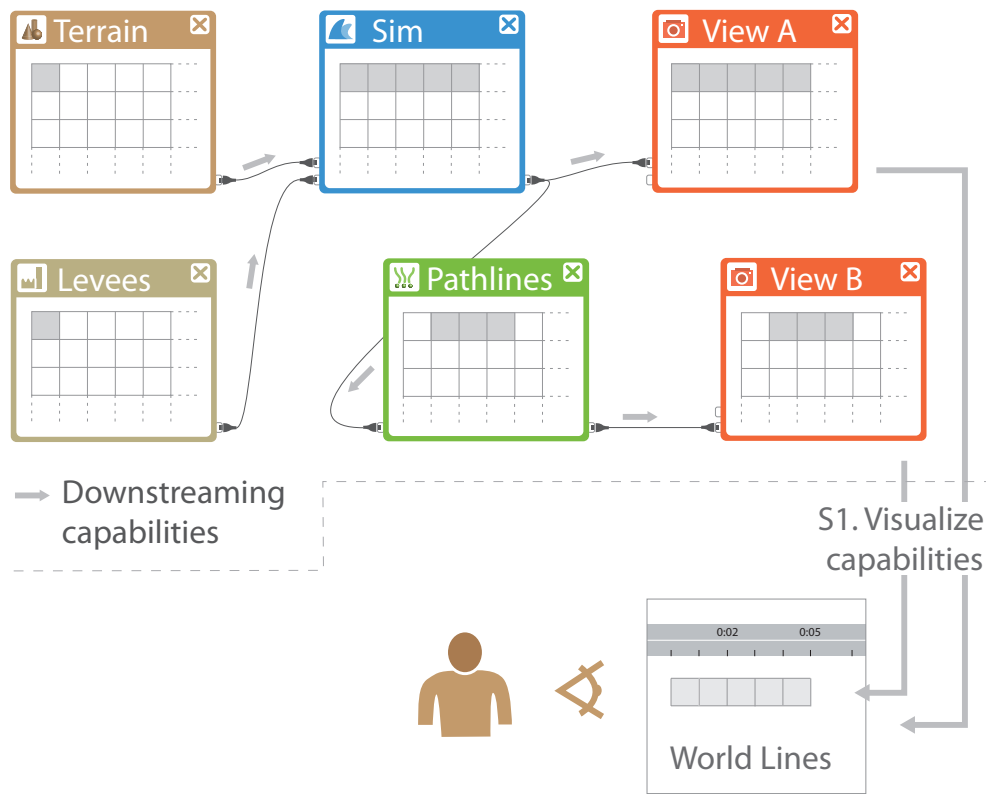 Terrain
Sim
View A
Levees
Pathlines
View B
Downstreaming
capabilities
S1. Visualize
capabilities
0:02 0:05
World Lines